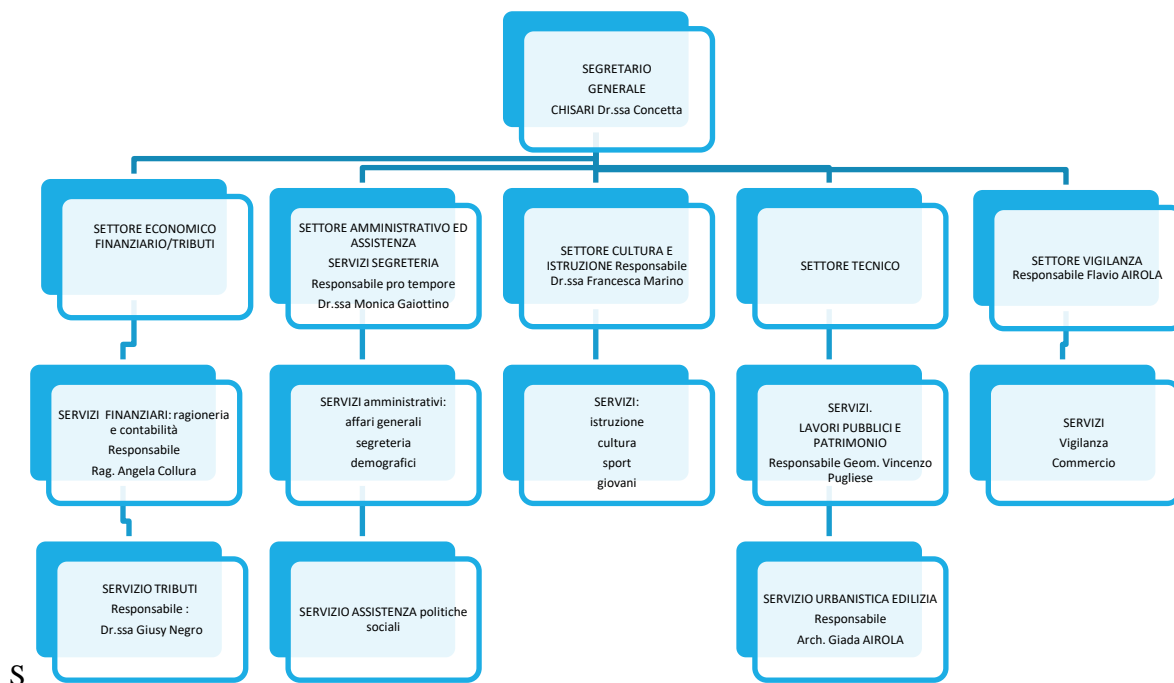 SEGRETARIO
GENERALE
CHISARI Dr.ssa Concetta
SETTORE ECONOMICO
FINANZIARIO/TRIBUTI
SETTORE AMMINISTRATIVO ED
ASSISTENZA
SERVIZI SEGRETERIA
Responsabile pro tempore
Dr.ssa Monica Gaiottino
SETTORE CULTURA E
ISTRUZIONE Responsabile
Dr.ssa Francesca Marino
SETTORE TECNICO
SETTORE VIGILANZA
Responsabile Flavio AIROLA
SERVIZI FINANZIARI: ragioneria
e contabilità
Responsabile
Rag. Angela Collura
SERVIZI amministrativi:
affari generali
segreteria
demografici
SERVIZI:
istruzione
cultura
sport
giovani
SERVIZI.
LAVORI PUBBLICI E
PATRIMONIO
Responsabile Geom. Vincenzo
Pugliese
SERVIZI
Vigilanza
Commercio
SERVIZIO TRIBUTI
Responsabile :
Dr.ssa Giusy Negro
SERVIZIO ASSISTENZA politiche
sociali
SERVIZIO URBANISTICA EDILIZIA
Responsabile
Arch. Giada AIROLA
S